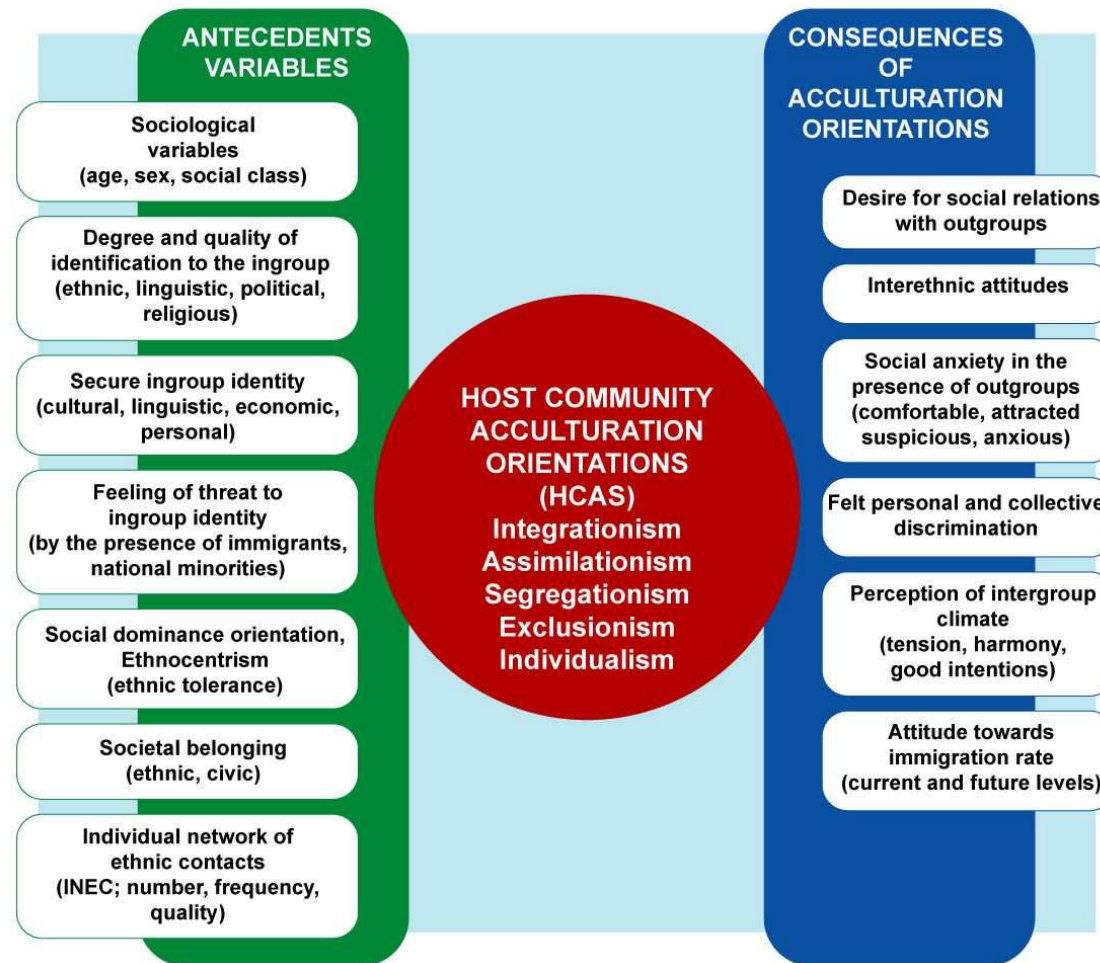 ANTECEDENTS
VARIABLES
Sociological
variables
(age, sex, social class)
Degree and quality of
identification to the ingroup
(ethnic, linguistic, political,
religious)
Secure ingroup identity
(cultural, linguistic, economic,
personal)
Feeling of threat to
ingroup identity
(by the presence of immigrants,
national minorities)
Social dominance orientation,
Ethnocentrism
(ethnic tolerance)
Societal belonging
(ethnic, civic)
Individual network of
ethnic contacts
(INEC; number, frequency,
quality)
HOST COMMUNITY
ACCULTURATION
ORIENTATIONS
(HCAS)
Integrationism
Assimilationism
Segregationism
Exclusionism
Individualism
CONSEQUENCES
OF
ACCULTURATION
ORIENTATIONS
Desire for social relations
with outgroups
Interethnic attitudes
Social anxiety in the
presence of outgroups
(comfortable, attracted
suspicious, anxious)
Felt personal and collective
discrimination
Perception of intergroup
climate
(tension, harmony,
good intentions)
Attitude towards
immigration rate
(current and future levels)